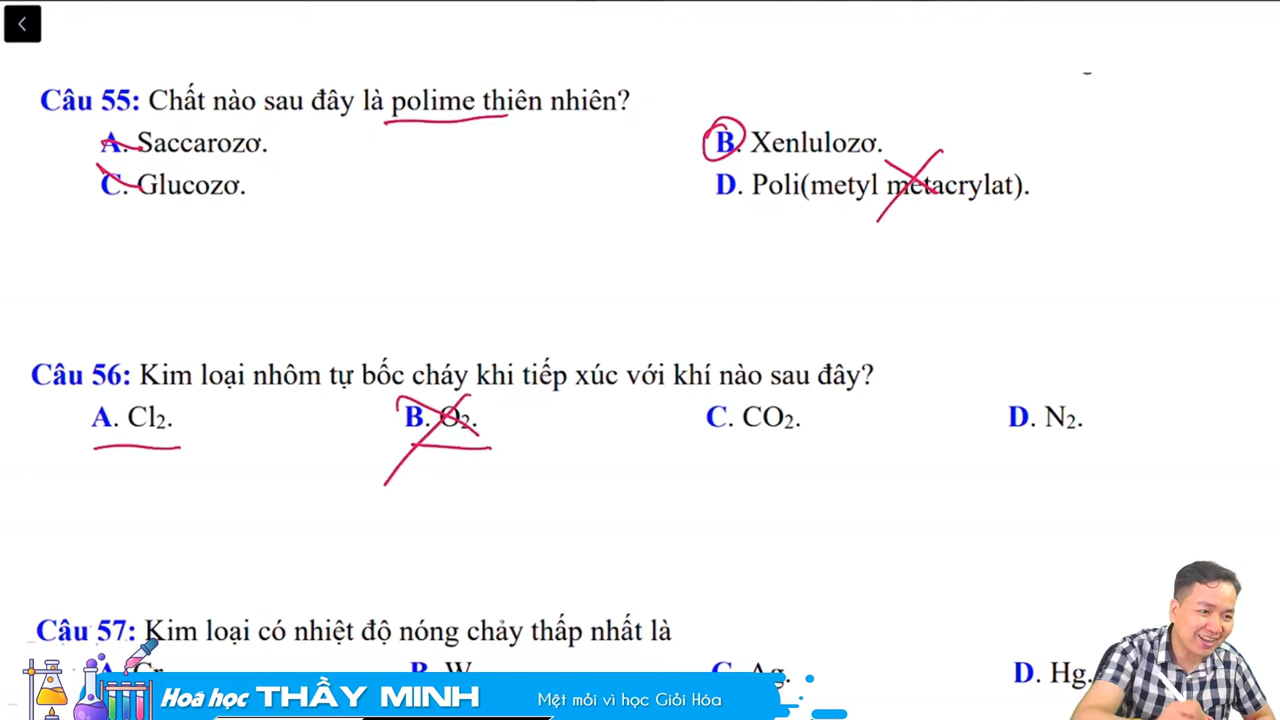 Câu 55: Chất nào sau đây là polime thiên nhiên?
A. Saccarozơ. B. Xenlulozơ.
C. Glucozơ. D. Poli(metyl metacrylat).
Câu 56: Kim loại nhôm tự bốc cháy khi tiếp xúc với khí nào sau đây?
A. Cl2. B. O2. C. CO2. D. N2.
Câu 57: Kim loại có nhiệt độ nóng chảy thấp nhất là
A. Cr. B. W. C. Ag. D. Hg.
Hoá học THẦY MINH Mệt mỏi vì học Giỏi Hóa